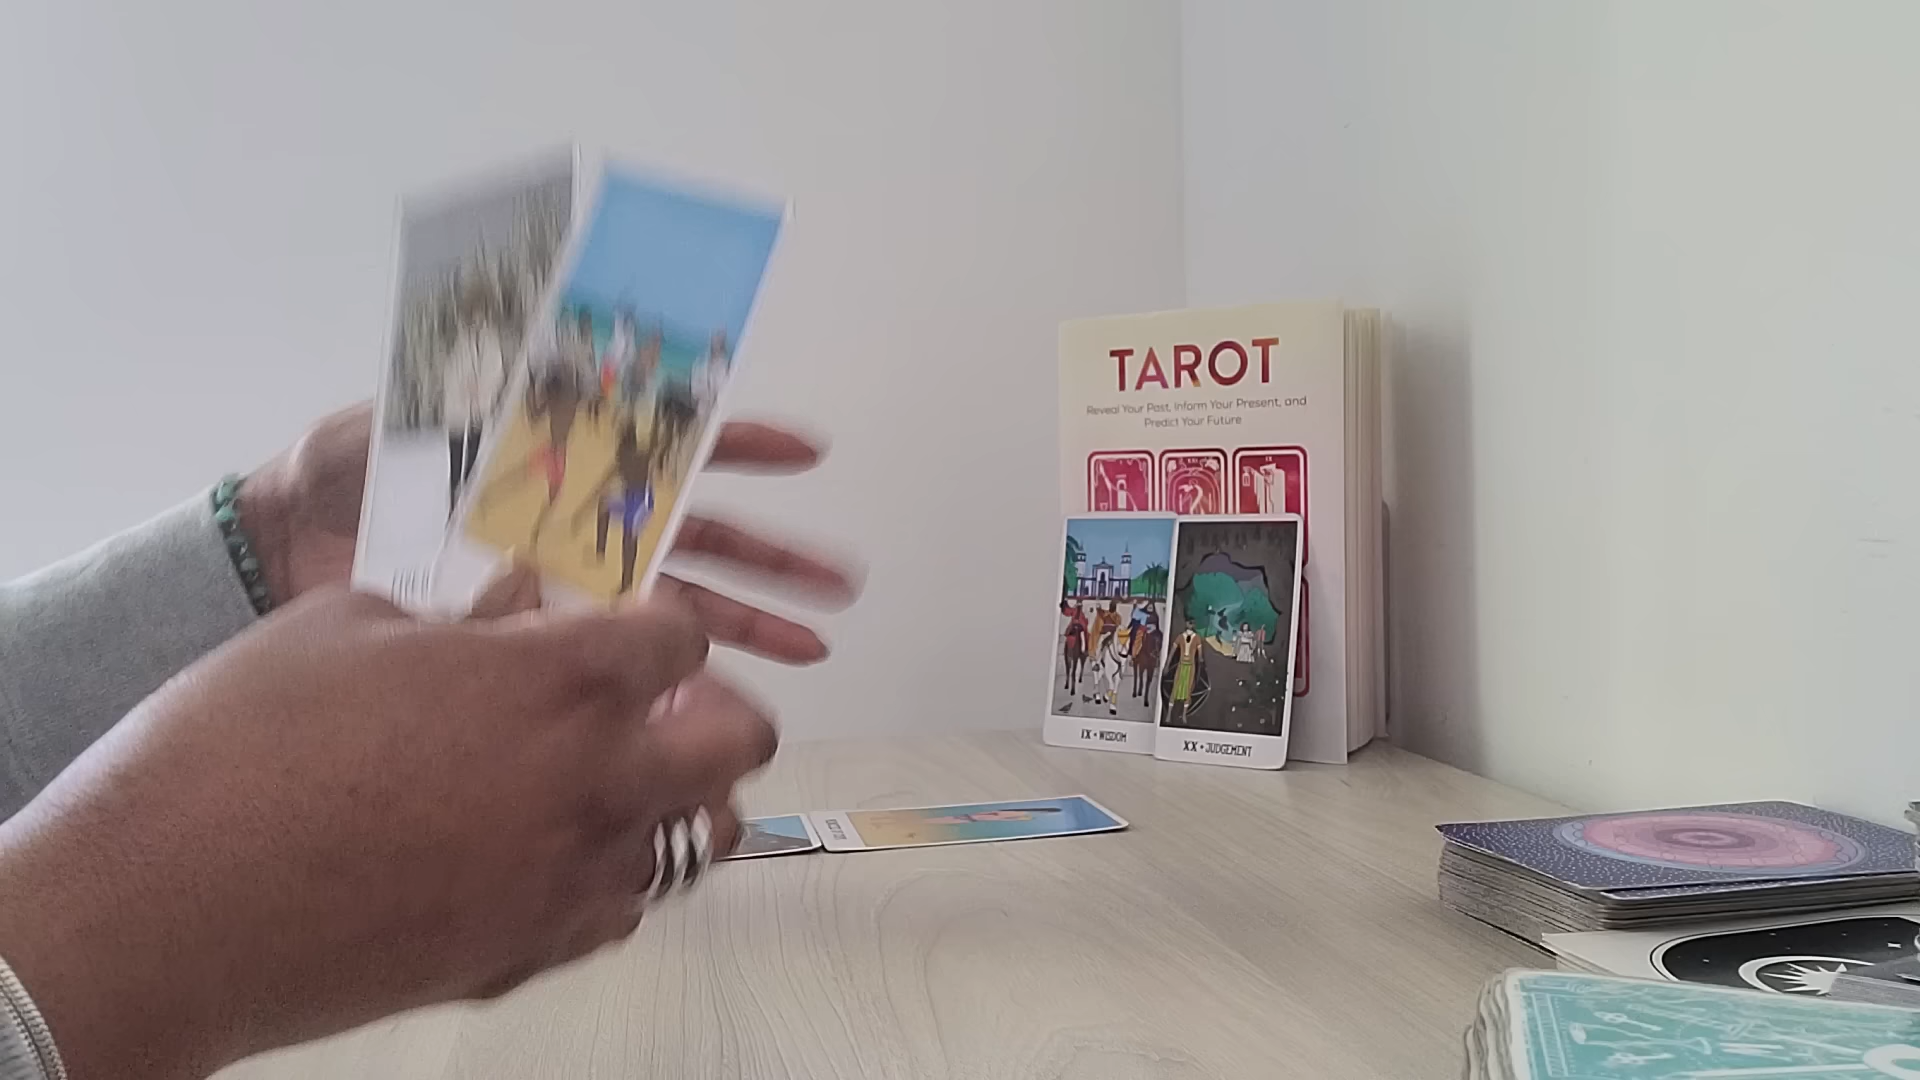 TAROT
Reveal Your Past, Inform Your Present, and
Predict Your Future
IX • WISDOM
XX • JUDGEMENT